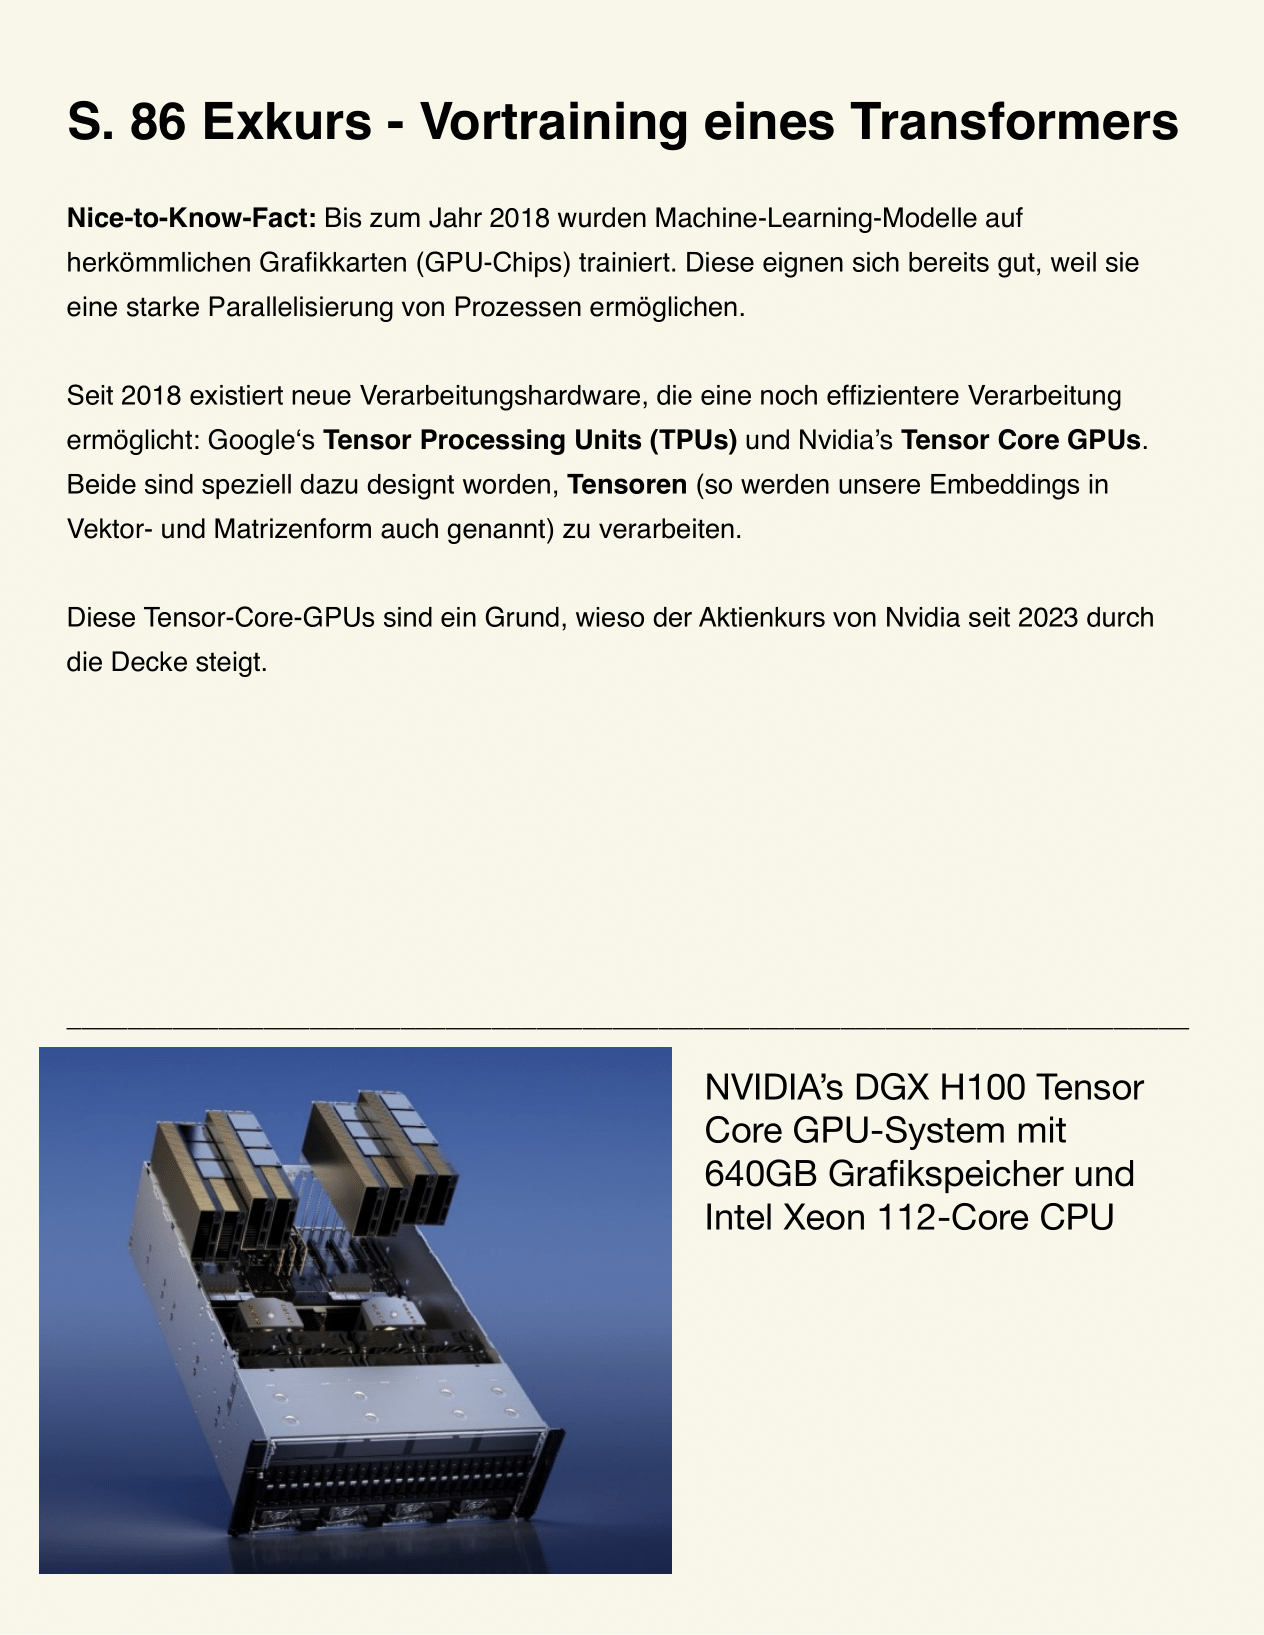 S. 86 Exkurs - Vortraining eines Transformers
Nice-to-Know-Fact: Bis zum Jahr 2018 wurden Machine-Learning-Modelle auf
herkömmlichen Grafikkarten (GPU-Chips) trainiert. Diese eignen sich bereits gut, weil sie
eine starke Parallelisierung von Prozessen ermöglichen.
Seit 2018 existiert neue Verarbeitungshardware, die eine noch effizientere Verarbeitung
ermöglicht: Google‘s Tensor Processing Units (TPUs) und Nvidia’s Tensor Core GPUs.
Beide sind speziell dazu designt worden, Tensoren (so werden unsere Embeddings in
Vektor- und Matrizenform auch genannt) zu verarbeiten.
Diese Tensor-Core-GPUs sind ein Grund, wieso der Aktienkurs von Nvidia seit 2023 durch
die Decke steigt.
NVIDIA’s DGX H100 Tensor
Core GPU-System mit
640GB Grafikspeicher und
Intel Xeon 112-Core CPU